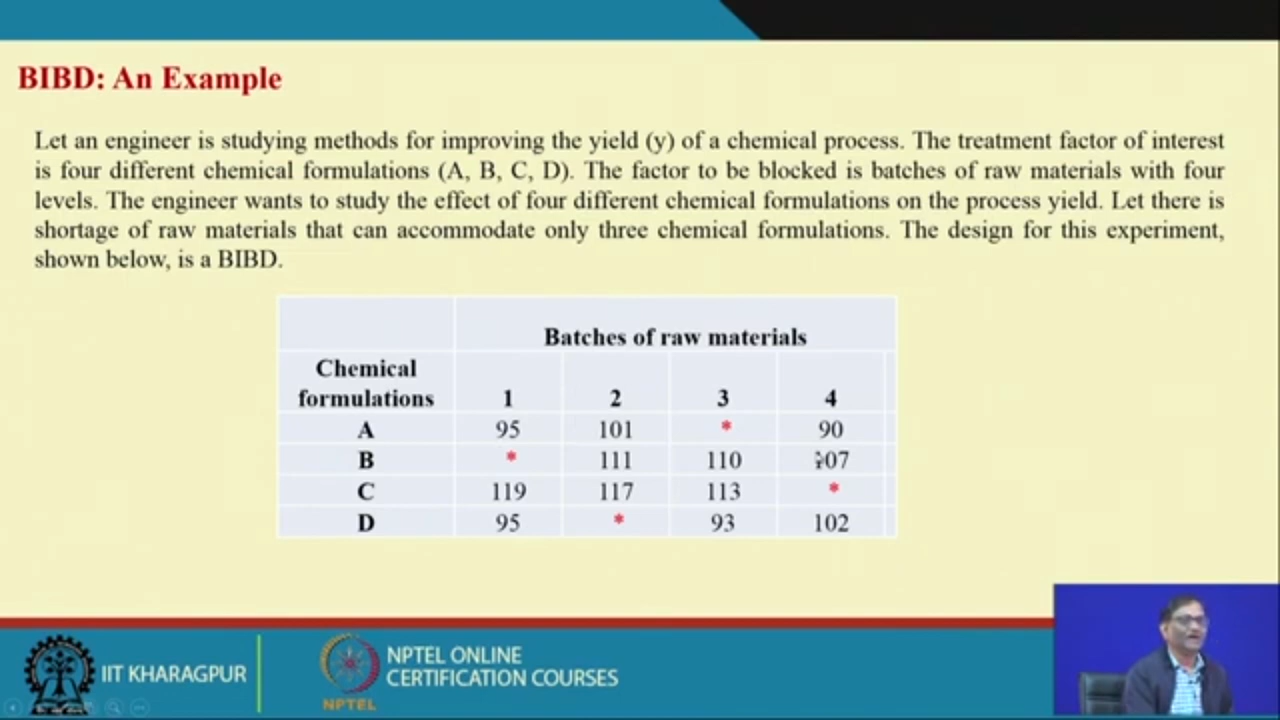 BIBD: An Example
Let an engineer is studying methods for improving the yield (y) of a chemical process. The treatment factor of interest
is four different chemical formulations (A, B, C, D). The factor to be blocked is batches of raw materials with four
levels. The engineer wants to study the effect of four different chemical formulations on the process yield. Let there is
shortage of raw materials that can accommodate only three chemical formulations. The design for this experiment,
shown below, is a BIBD.
Batches of raw materials
Chemical
formulations 1 2 3 4
A 95 101 * 90
B * 111 110 107
C 119 117 113 *
D 95 * 93 102
IIT KHARAGPUR
NPTEL ONLINE
CERTIFICATION COURSES
NPTEL